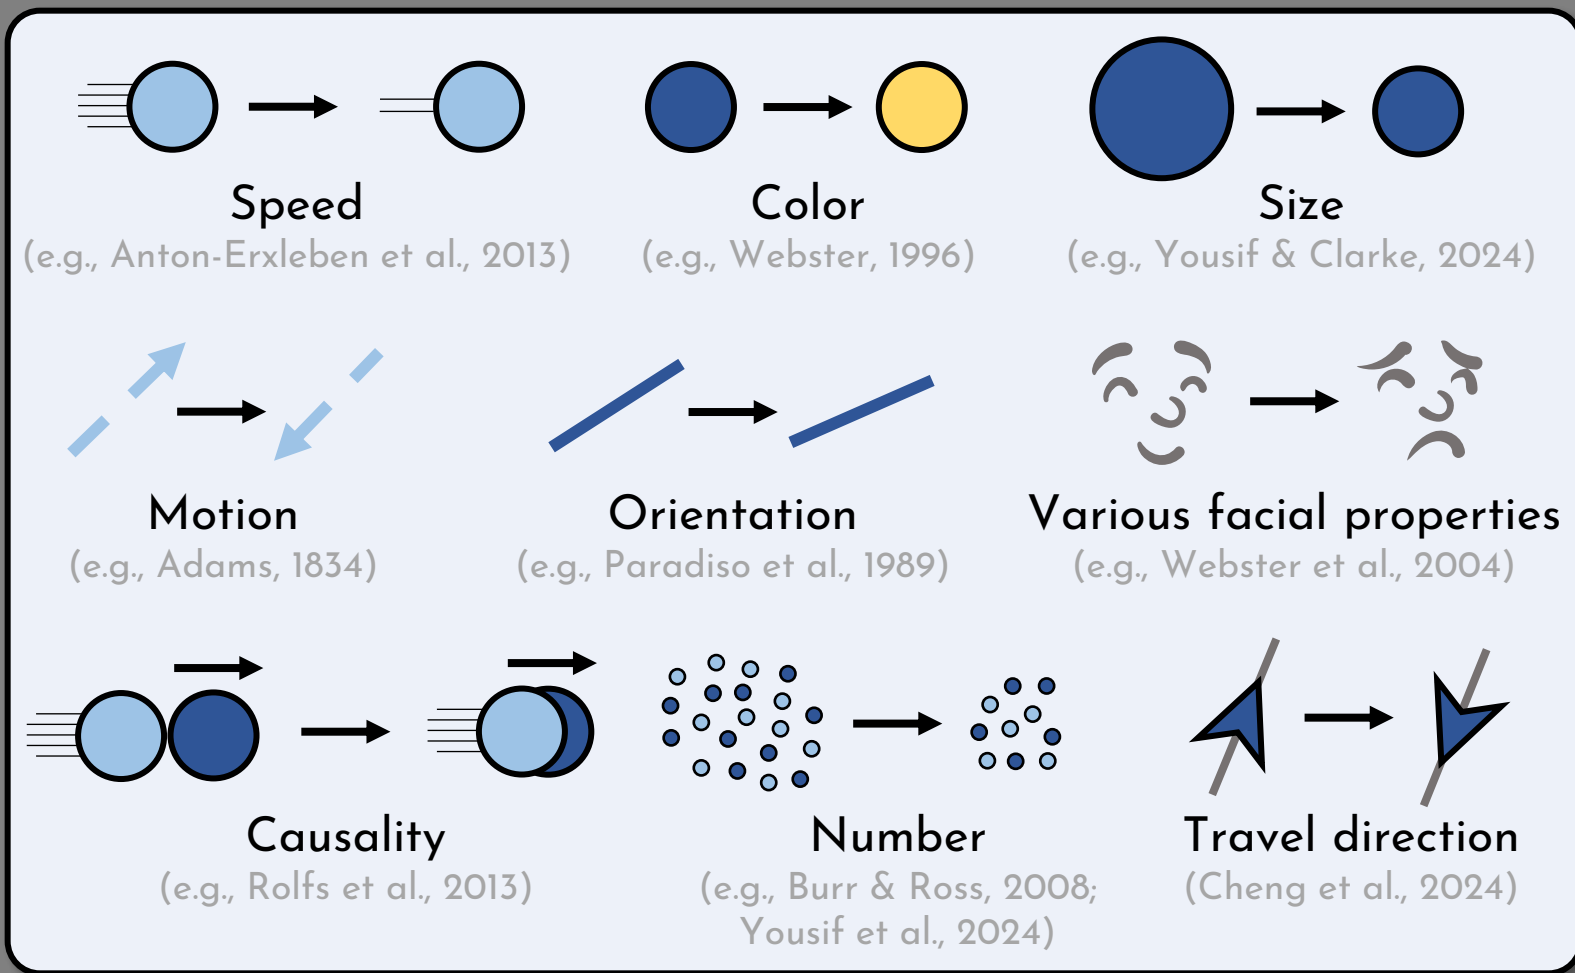 Speed
(e.g., Anton-Erxleben et al., 2013)
Color
(e.g., Webster, 1996)
Size
(e.g., Yousif & Clarke, 2024)
Motion
(e.g., Adams, 1834)
Orientation
(e.g., Paradiso et al., 1989)
Various facial properties
(e.g., Webster et al., 2004)
Causality
(e.g., Rolfs et al., 2013)
Number
(e.g., Burr & Ross, 2008;
Yousif et al., 2024)
Travel direction
(Cheng et al., 2024)